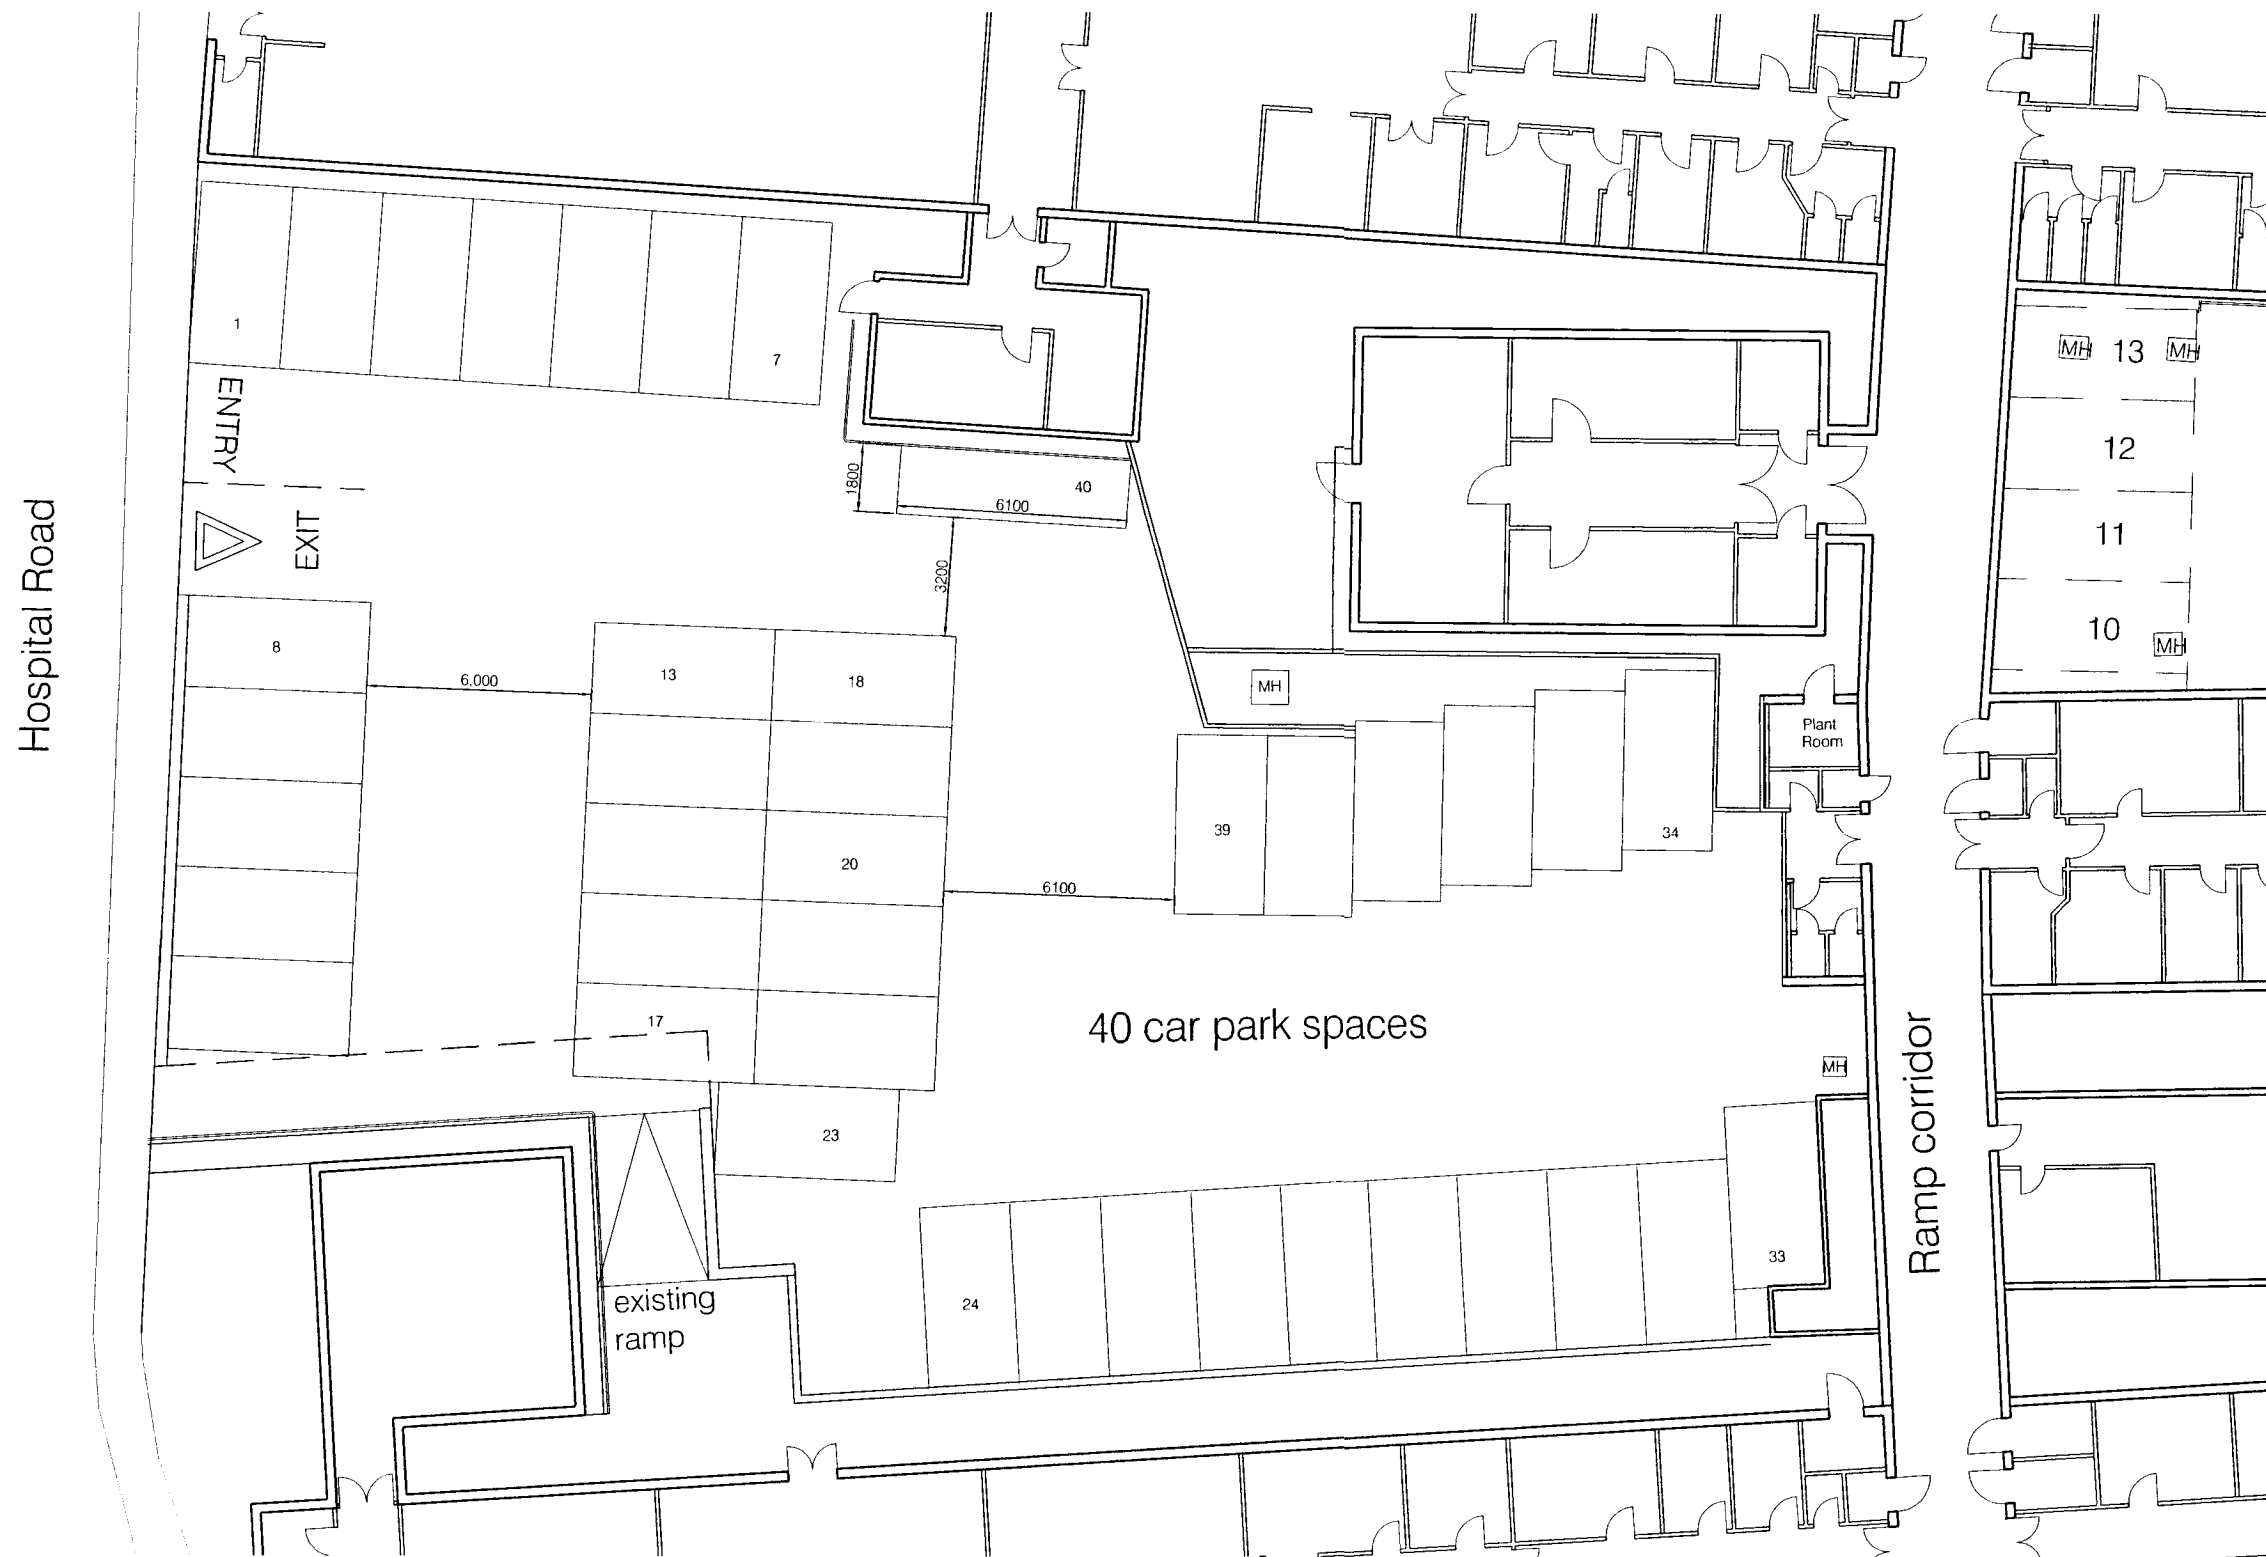 1
7
ENTRY
EXIT
Hospital Road
1800
40
6100
3200
8
6,000
13
18
MH
13
MH
12
11
10
MH
MH
Plant
Room
39
34
20
6100
17
40 car park spaces
MH
Ramp corridor
23
33
24
existing
ramp